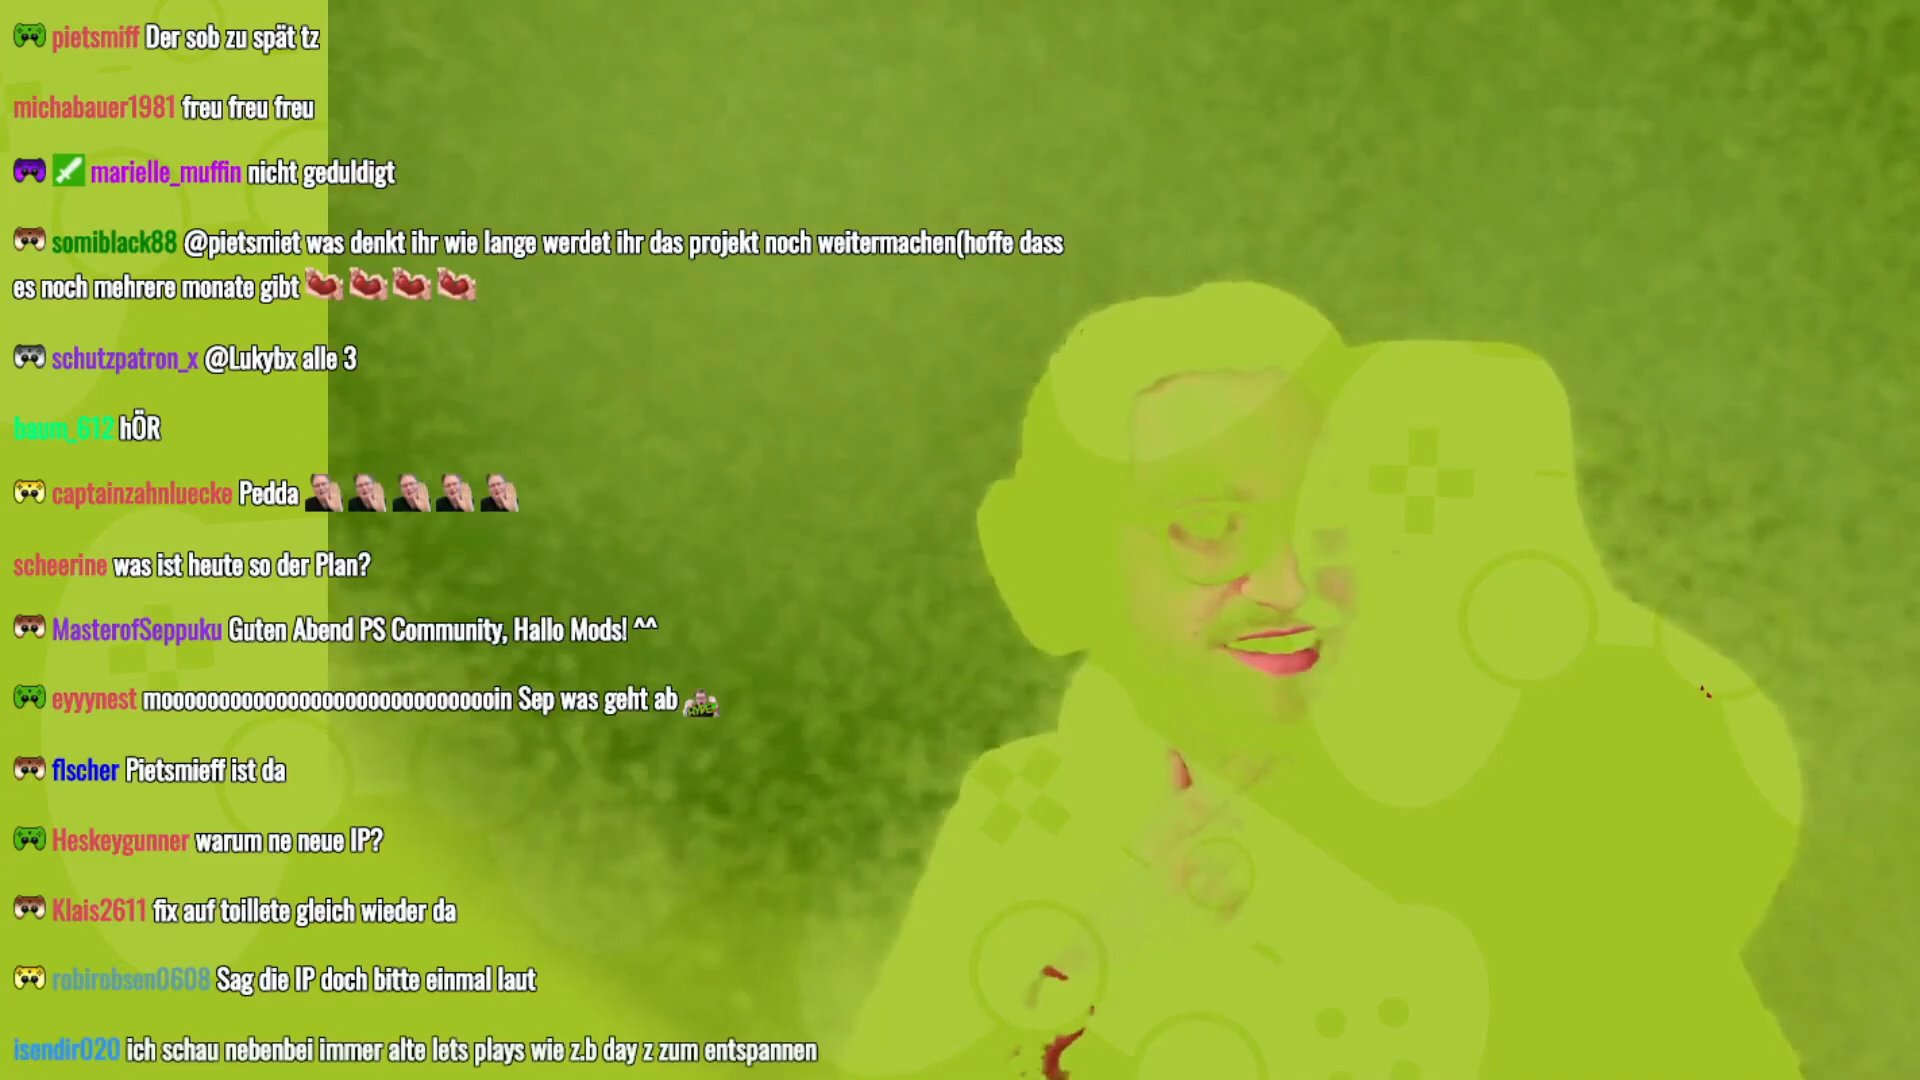 pietsmiff Der sob zu spät tz
michabauer1981 freu freu freu
marielle_muffin nicht geduldigt
somiblack88 @pietsmiet was denkt ihr wie lange werdet ihr das projekt noch weitermachen(hoffe dass
es noch mehrere monate gibt
schutzpatron_x @Lukybx alle 3
baum_612 hÖR
captainzahnluecke Pedda
scheerine was ist heute so der Plan?
MasterofSeppuku Guten Abend PS Community, Hallo Mods! ^^
eyyynest moooooooooooooooooooooooooooooin Sep was geht ab HYPE
flscher Pietsmieff ist da
Heskeygunner warum ne neue IP?
Klais2611 fix auf toillete gleich wieder da
robirobsen0608 Sag die IP doch bitte einmal laut
isendir020 ich schau nebenbei immer alte lets plays wie z.b day z zum entspannen